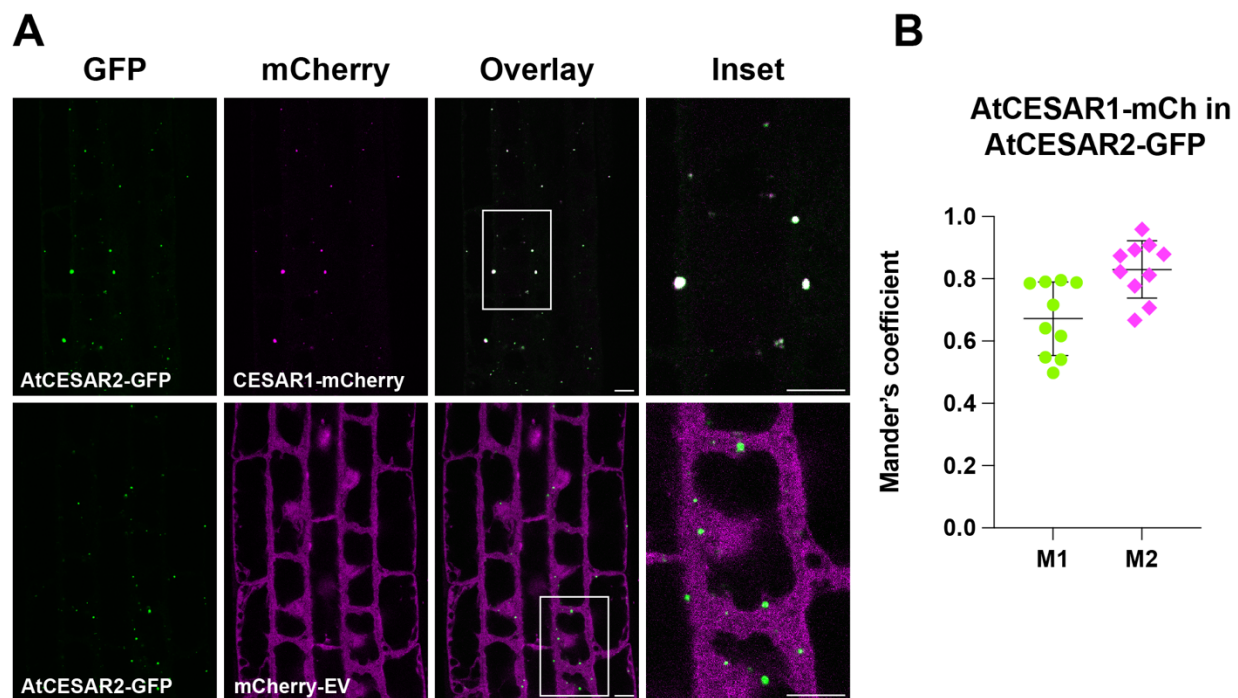 A
GFP
mCherry
Overlay
Inset
AtCESAR2-GFP
CESAR1-mCherry
AtCESAR2-GFP
mCherry-EV
B
AtCESAR1-mCh in
AtCESAR2-GFP
Mander's coefficient
1.0
0.8
0.6
0.4
0.2
0.0
M1
M2